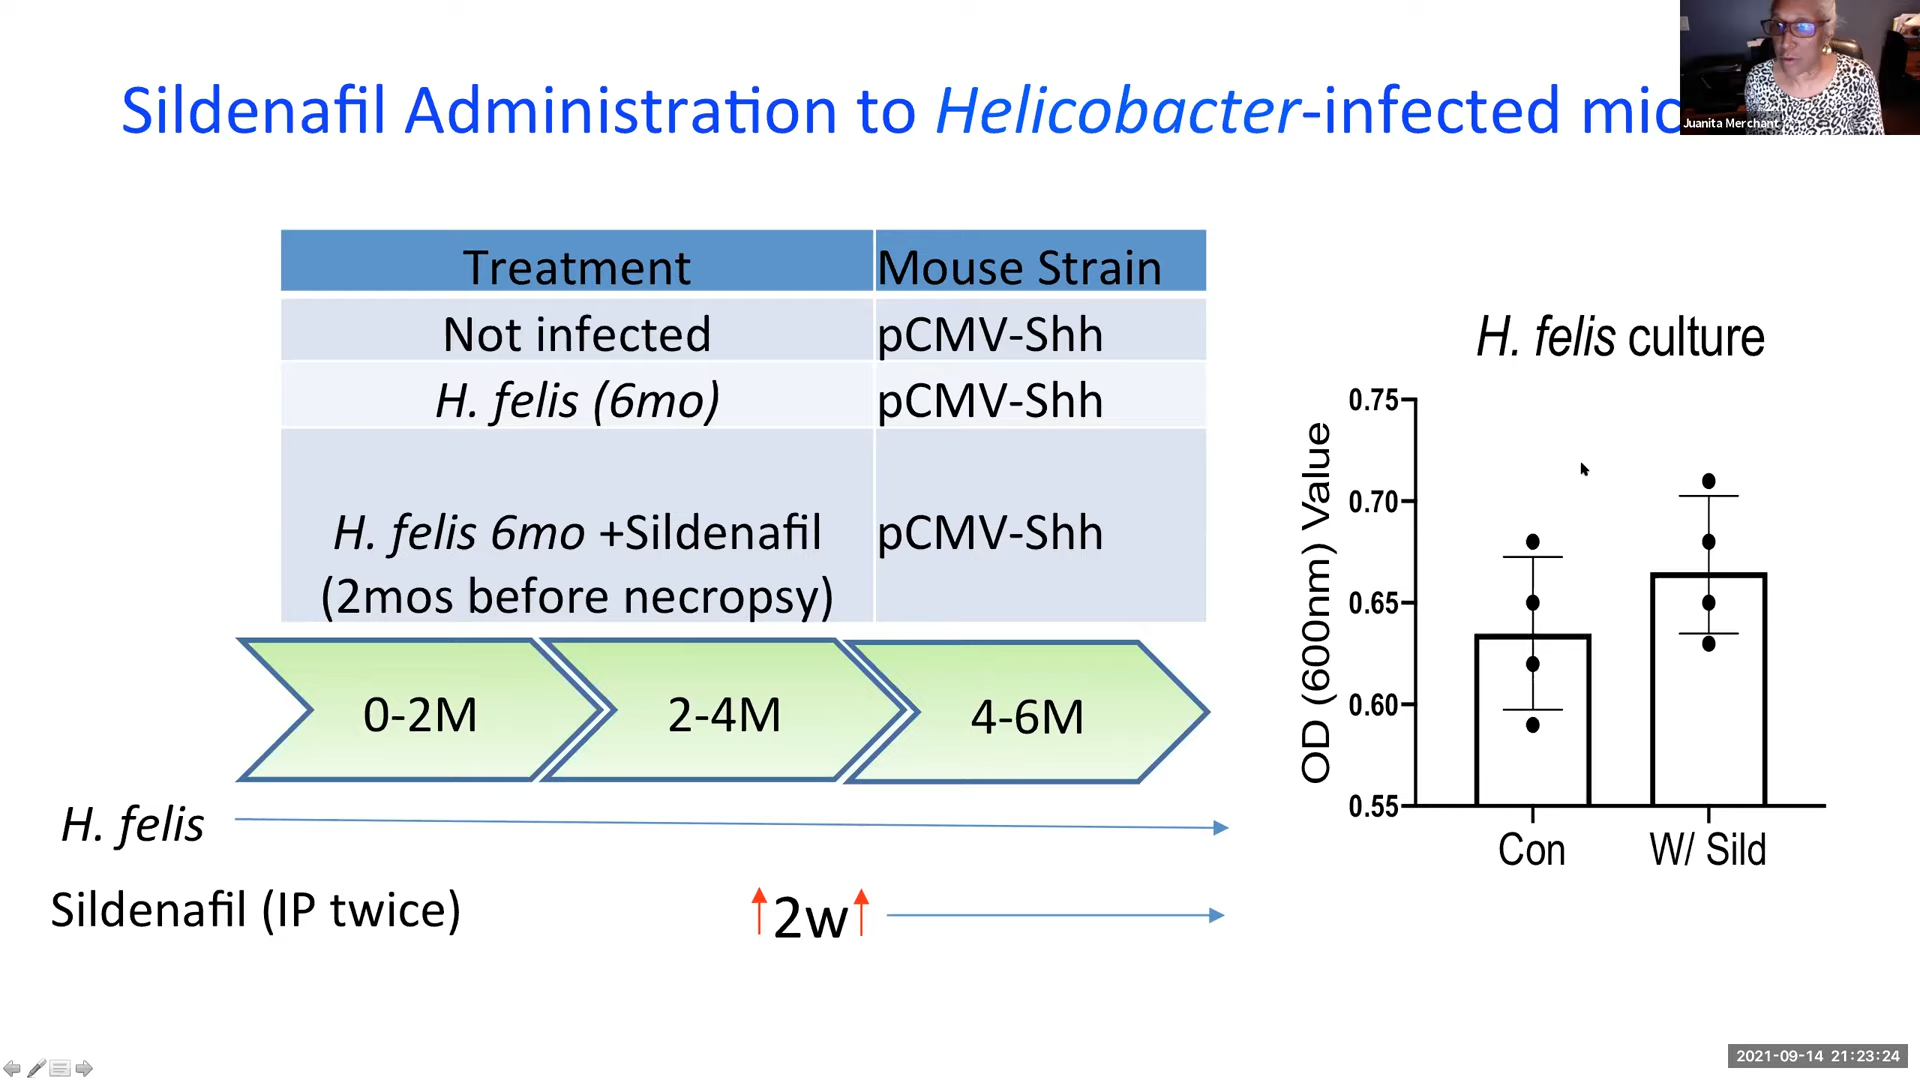 Sildenafil Administration to Helicobacter-infected mic
Juanita Merchant
Treatment Mouse Strain
Not infected pCMV-Shh
H. felis (6mo) pCMV-Shh
H. felis 6mo +Sildenafil pCMV-Shh
(2mos before necropsy)
0-2M 2-4M 4-6M
H. felis
Sildenafil (IP twice) 2w
H. felis culture
OD (600nm) Value
0.75
0.70
0.65
0.60
0.55
Con W/ Sild
2021-09-14 21:23:24